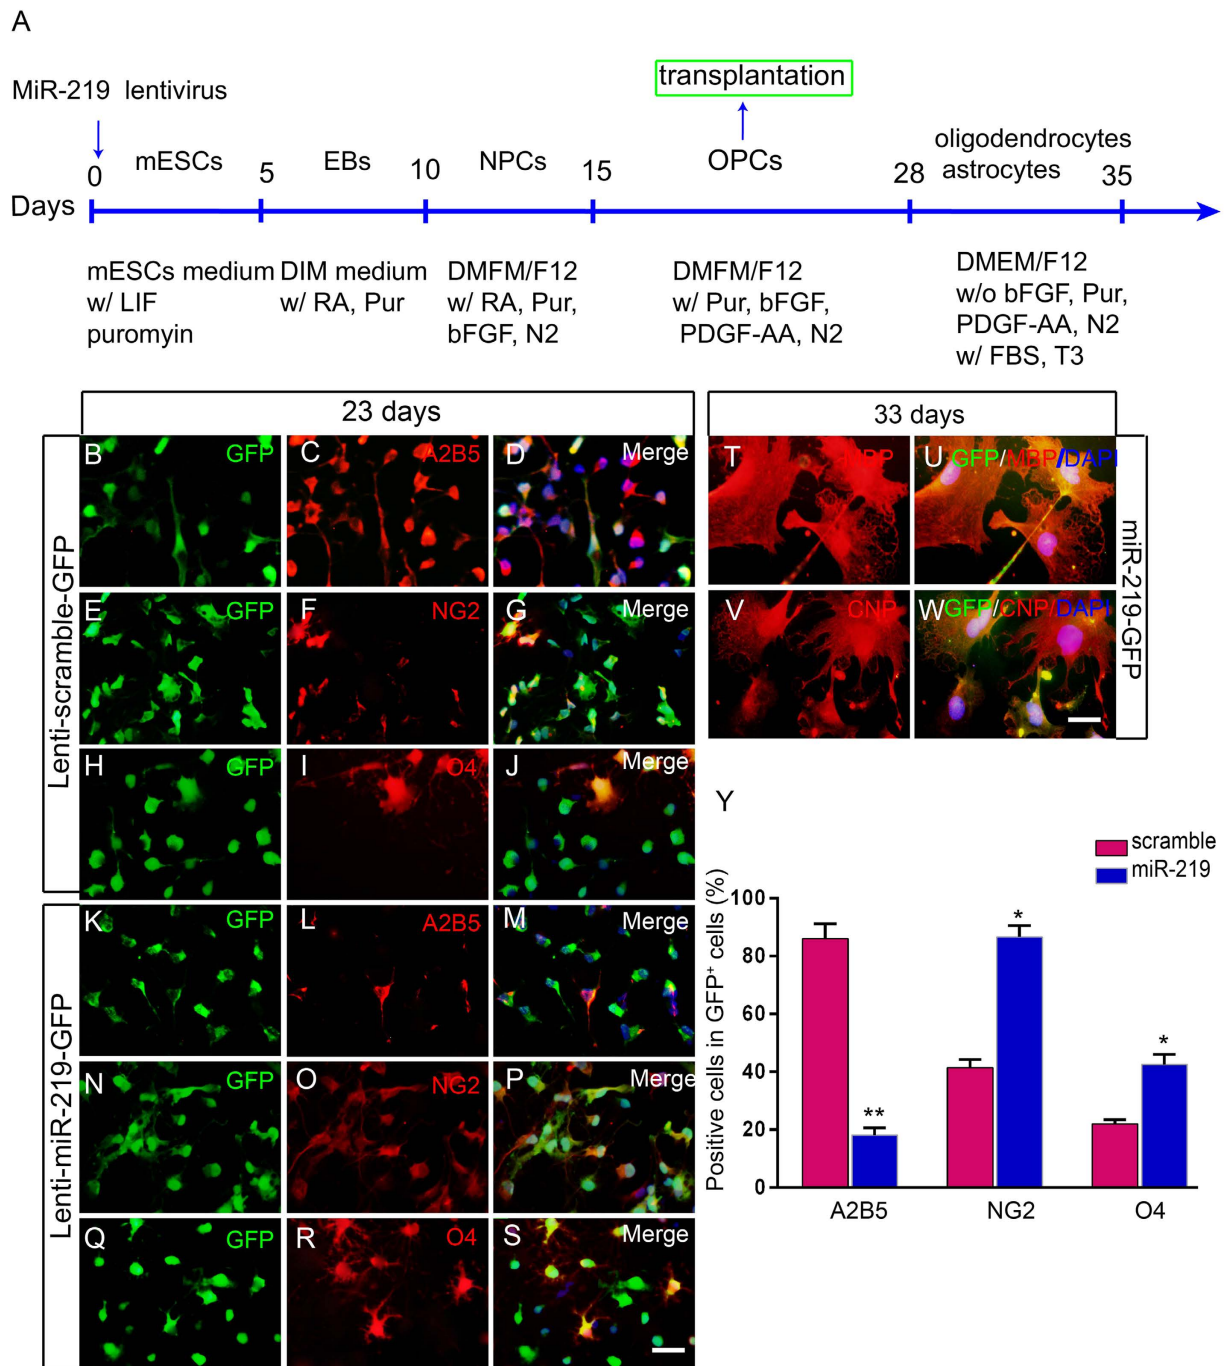 A
MiR-219 lentivirus
transplantation
0 mESCs 5 EBs 10 NPCs 15 OPCs 28 oligodendrocytes astrocytes 35
Days
mESCs medium
w/ LIF
puromyin
DIM medium
w/ RA, Pur
DMFM/F12
w/ RA, Pur,
bFGF, N2
DMFM/F12
w/ Pur, bFGF,
PDGF-AA, N2
DMEM/F12
w/o bFGF, Pur,
PDGF-AA, N2
w/ FBS, T3
23 days
Lenti-scramble-GFP
B GFP C A2B5 D Merge
E GFP F NG2 G Merge
H GFP I O4 J Merge
Lenti-miR-219-GFP
K GFP L A2B5 M Merge
N GFP O NG2 P Merge
Q GFP R O4 S Merge
33 days
T MBP U GFP/MBP/DAPI
V CNP W GFP/CNP/DAPI
miR-219-GFP
Y
scramble
miR-219
Positive cells in GFP⁺ cells (%)
100
80
60
40
20
0
**
*
*
A2B5 NG2 O4